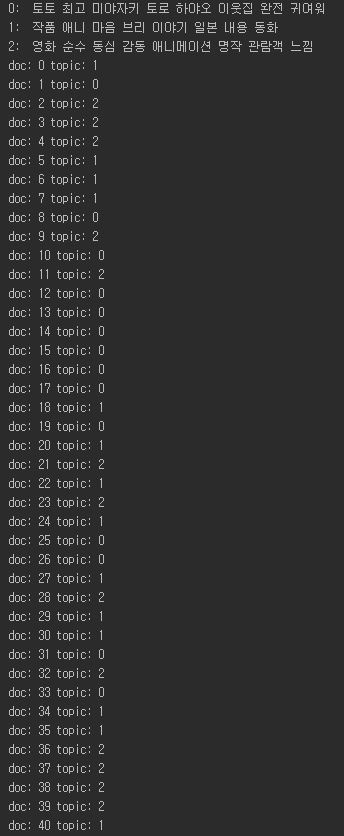 0: 토토 최고 미야자키 토로 하야오 이웃집 완전 귀여워
1: 작품 애니 마음 브리 이야기 일본 내용 동화
2: 영화 순수 동심 감동 애니메이션 명작 관람객 느낌
doc: 0 topic: 1
doc: 1 topic: 0
doc: 2 topic: 2
doc: 3 topic: 2
doc: 4 topic: 2
doc: 5 topic: 1
doc: 6 topic: 1
doc: 7 topic: 1
doc: 8 topic: 0
doc: 9 topic: 2
doc: 10 topic: 0
doc: 11 topic: 2
doc: 12 topic: 0
doc: 13 topic: 0
doc: 14 topic: 0
doc: 15 topic: 0
doc: 16 topic: 0
doc: 17 topic: 0
doc: 18 topic: 1
doc: 19 topic: 0
doc: 20 topic: 1
doc: 21 topic: 2
doc: 22 topic: 1
doc: 23 topic: 2
doc: 24 topic: 1
doc: 25 topic: 0
doc: 26 topic: 0
doc: 27 topic: 1
doc: 28 topic: 2
doc: 29 topic: 1
doc: 30 topic: 1
doc: 31 topic: 0
doc: 32 topic: 2
doc: 33 topic: 0
doc: 34 topic: 1
doc: 35 topic: 1
doc: 36 topic: 2
doc: 37 topic: 2
doc: 38 topic: 2
doc: 39 topic: 2
doc: 40 topic: 1